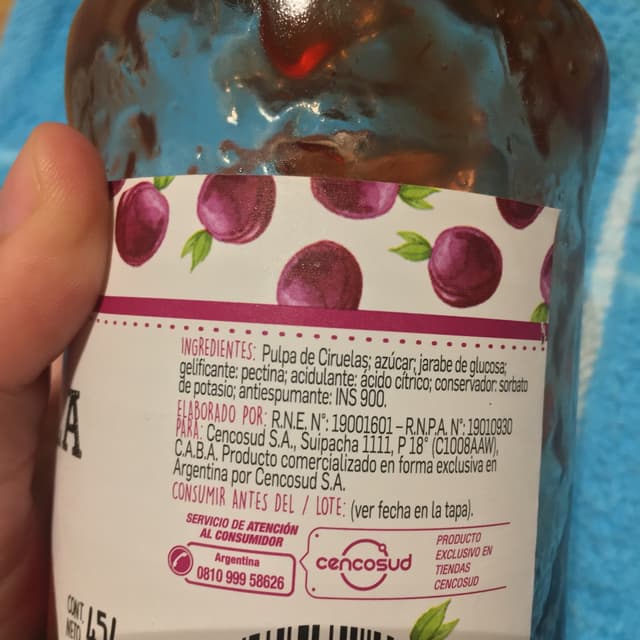 INGREDIENTES: Pulpa de Ciruelas; azúcar; jarabe de glucosa;
gelificante: pectina; acidulante: ácido cítrico; conservador: sorbato
de potasio; antiespumante: INS 900.
ELABORADO POR: R.N.E. N°: 19001601 – R.N.P.A. N°: 19010930
PARA: Cencosud S.A., Suipacha 1111, P 18° (C1008AAW),
C.A.B.A. Producto comercializado en forma exclusiva en
Argentina por Cencosud S.A.
CONSUMIR ANTES DEL / LOTE: (ver fecha en la tapa).
SERVICIO DE ATENCIÓN
AL CONSUMIDOR
Argentina
0810 999 58626
cencosud
PRODUCTO
EXCLUSIVO EN
TIENDAS
CENCOSUD
CONT.
NETO